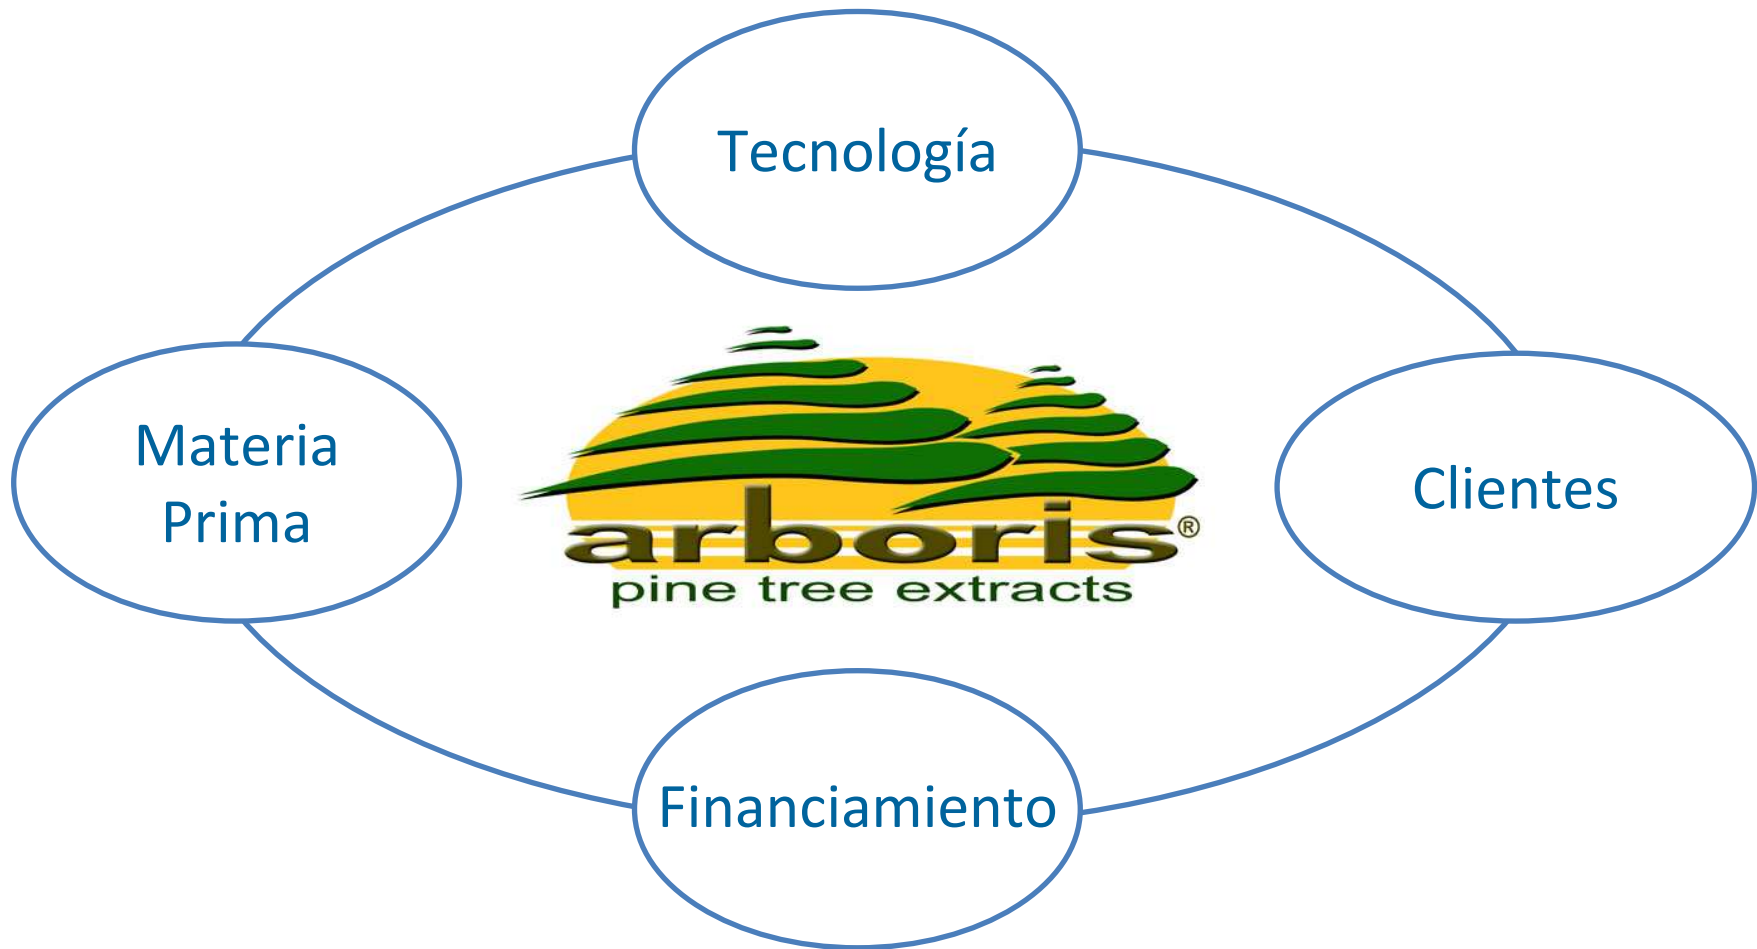 Tecnología
Materia
Prima
Clientes
arboris®
pine tree extracts
Financiamiento